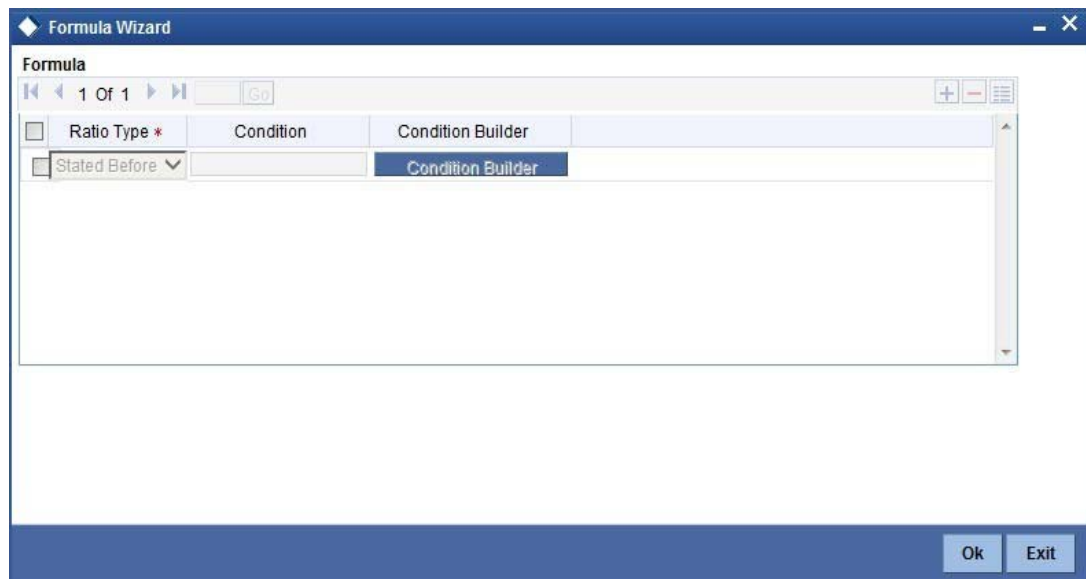 Formula Wizard
Formula
1 Of 1 Go
Ratio Type * Condition Condition Builder
Stated Before Condition Builder
Ok Exit